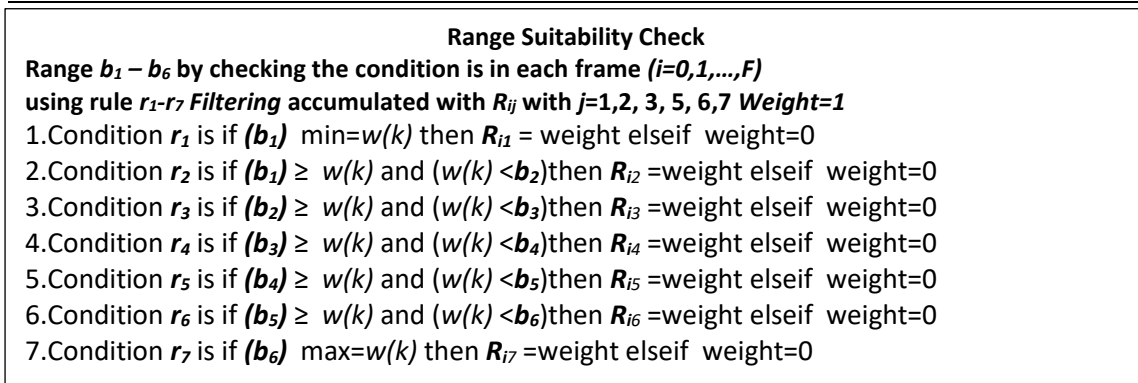 Range Suitability Check
Range b1 – b6 by checking the condition is in each frame (i=0,1,...,F)
using rule r1-r7 Filtering accumulated with Rij with j=1,2, 3, 5, 6,7 Weight=1
1.Condition r1 is if (b1) min=w(k) then Ri1 = weight elseif weight=0
2.Condition r2 is if (b1) ≥ w(k) and (w(k) <b2)then Ri2 =weight elseif weight=0
3.Condition r3 is if (b2) ≥ w(k) and (w(k) <b3)then Ri3 =weight elseif weight=0
4.Condition r4 is if (b3) ≥ w(k) and (w(k) <b4)then Ri4 =weight elseif weight=0
5.Condition r5 is if (b4) ≥ w(k) and (w(k) <b5)then Ri5 =weight elseif weight=0
6.Condition r6 is if (b5) ≥ w(k) and (w(k) <b6)then Ri6 =weight elseif weight=0
7.Condition r7 is if (b6) max=w(k) then Ri7 =weight elseif weight=0